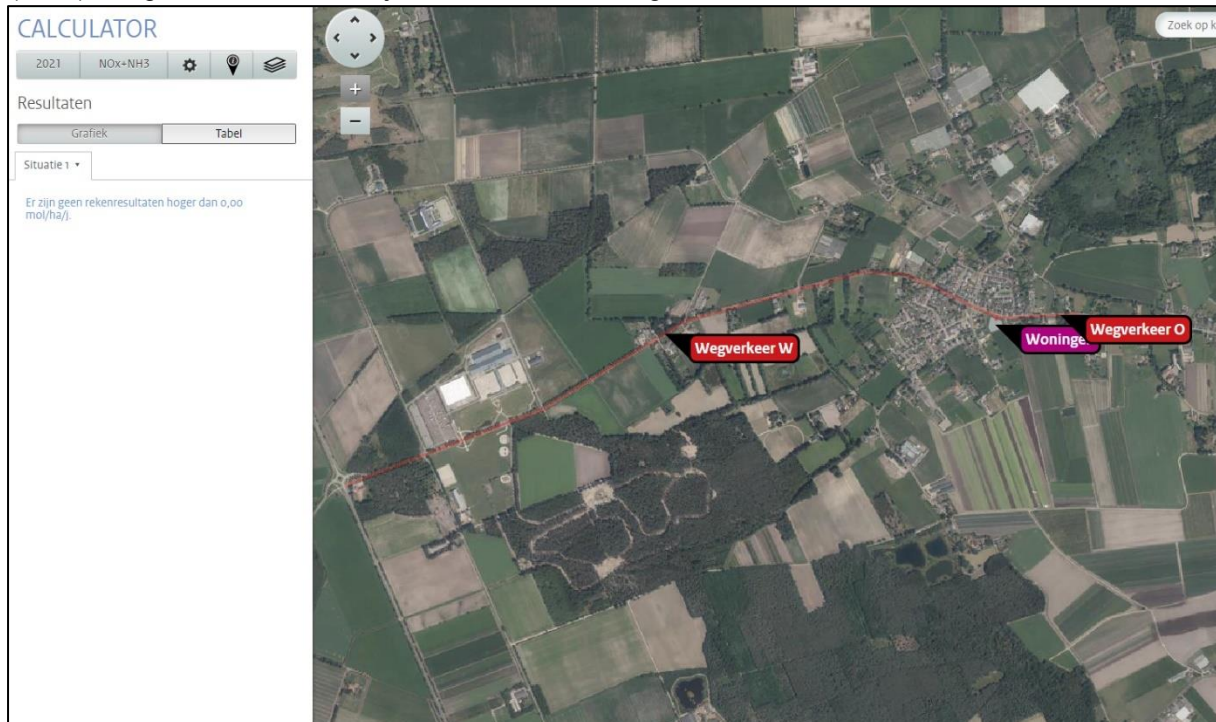 CALCULATOR
2021 NOx+NH3
Resultaten
Grafiek Tabel
Situatie 1
Er zijn geen rekenresultaten hoger dan 0,00
mol/ha/j.
Zoek op k
Wegverkeer W
Wegverkeer O